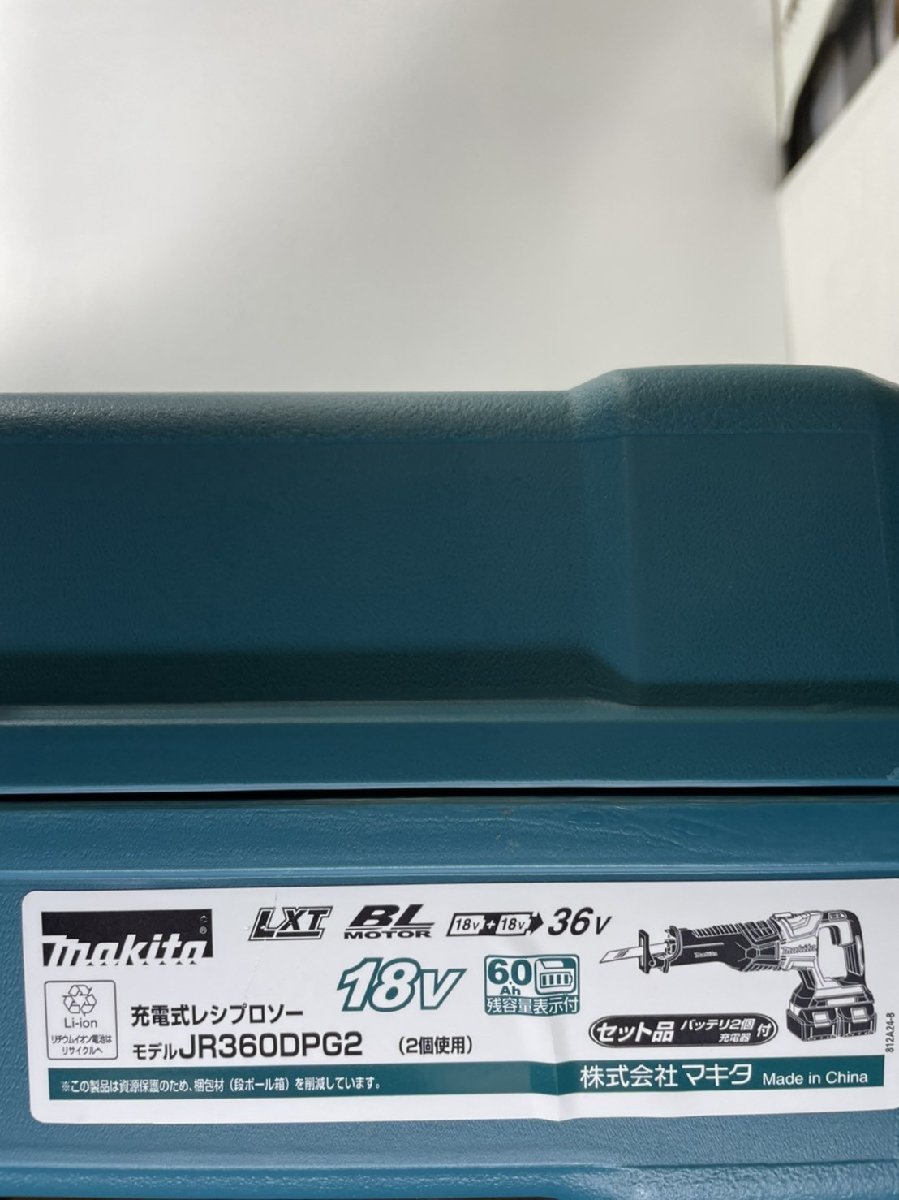 makita®
LXT BL MOTOR 18V+18V 36V
18V 6.0 Ah 残容量表示付
Li-ion
リチウムイオン電池は
リサイクルへ
充電式レシプロソー
モデルJR360DPG2 (2個使用)
セット品 バッテリ2個 充電器 付
812A24-8
※この製品は資源保護のため、梱包材(段ボール箱)を削減しています。
株式会社マキタ Made in China